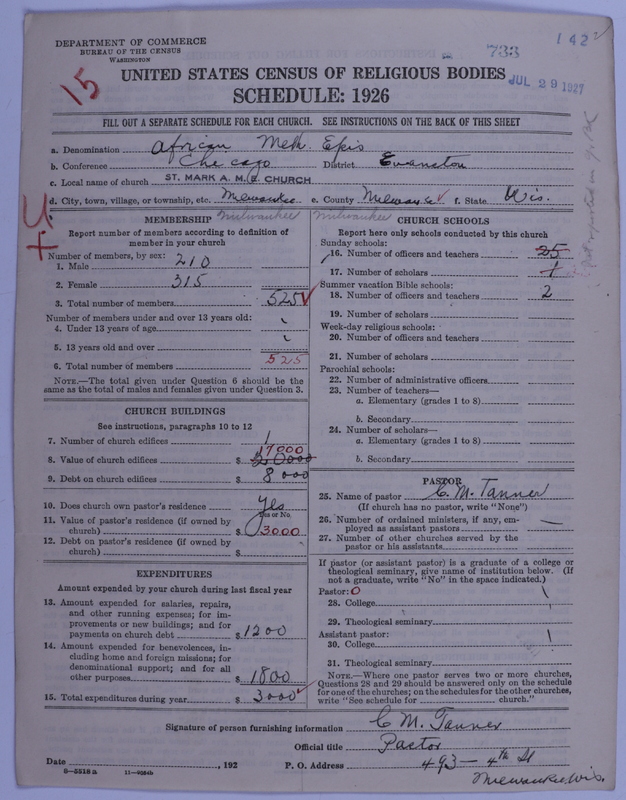 142
733
JUL 29 1927
DEPARTMENT OF COMMERCE
BUREAU OF THE CENSUS
WASHINGTON
15
UNITED STATES CENSUS OF RELIGIOUS BODIES
SCHEDULE: 1926
FILL OUT A SEPARATE SCHEDULE FOR EACH CHURCH. SEE INSTRUCTIONS ON THE BACK OF THIS SHEET
a. Denomination African Meth. Epis
b. Conference Chicago District Evanston
c. Local name of church ST. MARK A. M. E. CHURCH
d. City, town, village, or township, etc. Milwaukee e. County Milwaukee f. State Wis.
Milwaukee Milwaukee
MEMBERSHIP
Report number of members according to definition of
member in your church
Number of members, by sex:
1. Male 210
2. Female 315
3. Total number of members 525
Number of members under and over 13 years old:
4. Under 13 years of age
5. 13 years old and over
6. Total number of members 525
NOTE.—The total given under Question 6 should be the
same as the total of males and females given under Question 3.
CHURCH BUILDINGS
See instructions, paragraphs 10 to 12
7. Number of church edifices 1
17000
8. Value of church edifices $ 20000
9. Debt on church edifices $ 8000
10. Does church own pastor's residence Yes
Yes or No
11. Value of pastor's residence (if owned by
church) $ 3000
12. Debt on pastor's residence (if owned by
church) $
EXPENDITURES
Amount expended by your church during last fiscal year
13. Amount expended for salaries, repairs,
and other running expenses; for im-
provements or new buildings; and for
payments on church debt $ 1200
14. Amount expended for benevolences, in-
cluding home and foreign missions; for
denominational support; and for all
other purposes $ 1800
15. Total expenditures during year $ 3000
CHURCH SCHOOLS
Report here only schools conducted by this church
Sunday schools:
16. Number of officers and teachers 25
17. Number of scholars 1
Summer vacation Bible schools:
18. Number of officers and teachers 2
19. Number of scholars
Week-day religious schools:
20. Number of officers and teachers
21. Number of scholars
Parochial schools:
22. Number of administrative officers
23. Number of teachers—
a. Elementary (grades 1 to 8)
b. Secondary
24. Number of scholars—
a. Elementary (grades 1 to 8)
b. Secondary
PASTOR
25. Name of pastor C. M. Tanner
(If church has no pastor, write "None")
26. Number of ordained ministers, if any, em-
ployed as assistant pastors —
27. Number of other churches served by the
pastor or his assistants
If pastor (or assistant pastor) is a graduate of a college or
theological seminary, give name of institution below. (If
not a graduate, write "No" in the space indicated.)
Pastor: 0
28. College
29. Theological seminary
Assistant pastor:
30. College
31. Theological seminary
NOTE.—Where one pastor serves two or more churches,
Questions 28 and 29 should be answered only on the schedule
for one of the churches; on the schedules for the other churches,
write "See schedule for church."
Signature of person furnishing information C M. Tanner
Official title Pastor
Date , 192 P. O. Address 493 - 4th St
8-5518a 11-9584b
Milwaukee Wis.